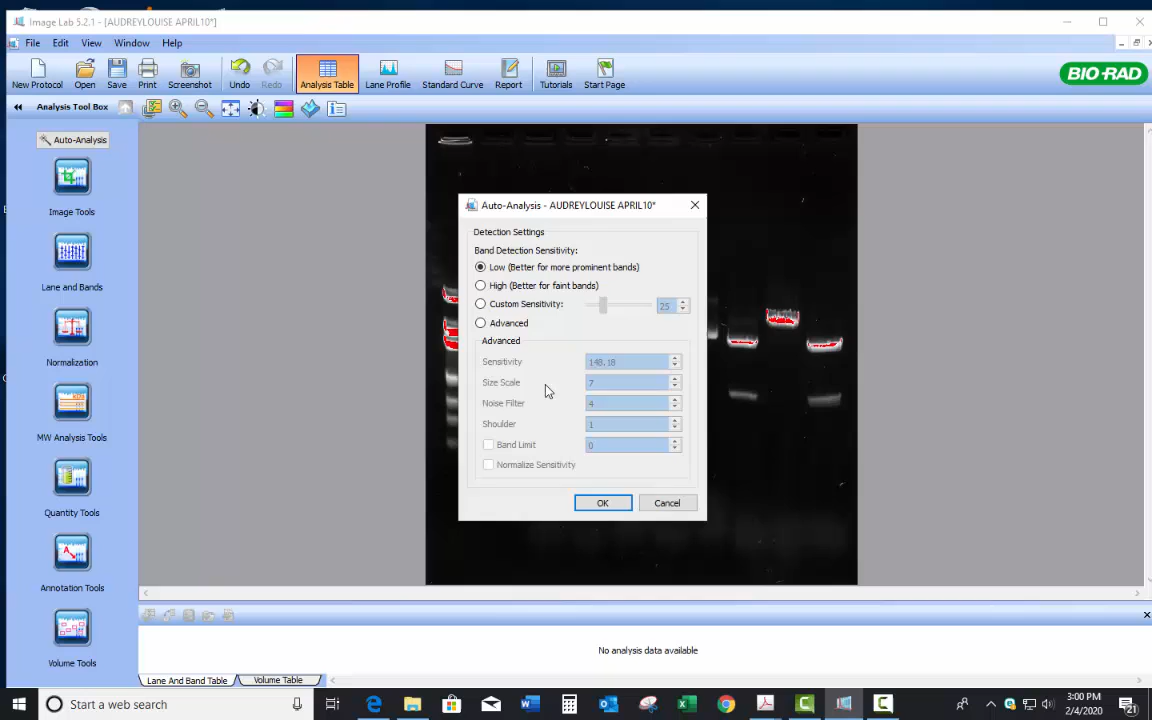 Image Lab 5.2.1 - [AUDREYLOUISE APRIL10*]
File Edit View Window Help
New Protocol Open Save Print Screenshot Undo Redo Analysis Table Lane Profile Standard Curve Report Tutorials Start Page
BIO-RAD
Analysis Tool Box
Auto-Analysis
Image Tools
Lane and Bands
Normalization
MW Analysis Tools
Quantity Tools
Annotation Tools
Volume Tools
Auto-Analysis - AUDREYLOUISE APRIL10*
Detection Settings
Band Detection Sensitivity:
Low (Better for more prominent bands)
High (Better for faint bands)
Custom Sensitivity: 25
Advanced
Advanced
Sensitivity 148.18
Size Scale 7
Noise Filter 4
Shoulder 1
Band Limit 0
Normalize Sensitivity
OK Cancel
No analysis data available
Lane And Band Table Volume Table
Start a web search
3:00 PM
2/4/2020
21